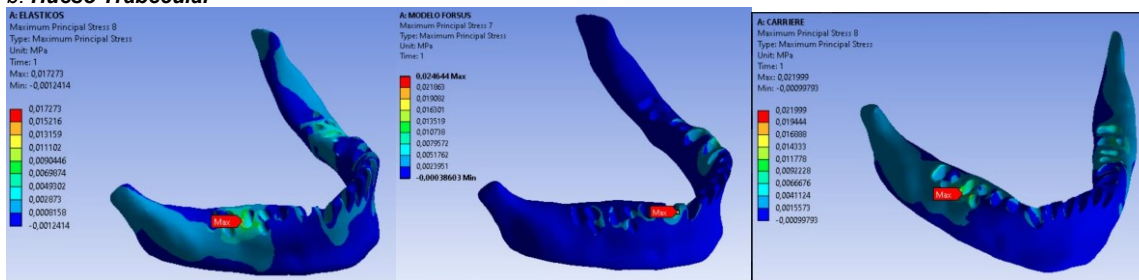 b. Hueso Trabecular
A: ELASTICOS
Maximum Principal Stress 8
Type: Maximum Principal Stress
Unit: MPa
Time: 1
Max: 0,017273
Min: -0,0012414
0,017273
0,015216
0,013159
0,011102
0,0090446
0,0069874
0,0049302
0,002873
0,0008158
-0,0012414
Max
A: MODELO FORSUS
Maximum Principal Stress 7
Type: Maximum Principal Stress
Unit: MPa
Time: 1
0,024644 Max
0,021863
0,019082
0,016301
0,013519
0,010738
0,0079572
0,0051762
0,0023951
-0,00038603 Min
Max
A: CARRIERE
Maximum Principal Stress 8
Type: Maximum Principal Stress
Unit: MPa
Time: 1
Max: 0,021999
Min: -0,00099793
0,021999
0,019444
0,016888
0,014333
0,011778
0,0092228
0,0066676
0,0041124
0,0015573
-0,00099793
Max